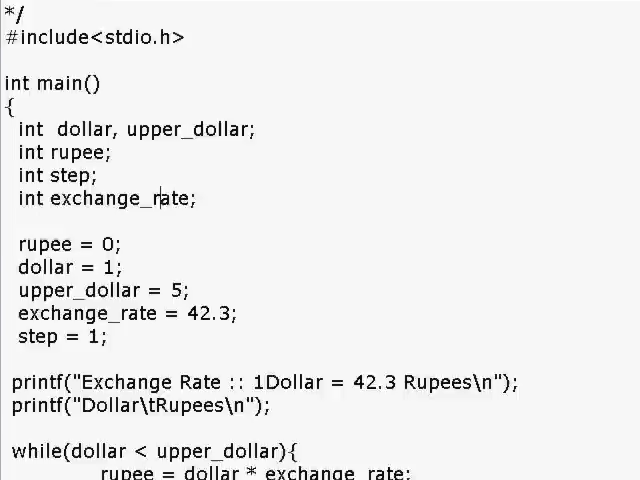 */
#include<stdio.h>
int main()
{
int  dollar, upper_dollar;
int rupee;
int step;
int exchange_rate;
rupee = 0;
dollar = 1;
upper_dollar = 5;
exchange_rate = 42.3;
step = 1;
printf("Exchange Rate :: 1Dollar = 42.3 Rupees\n");
printf("Dollar\tRupees\n");
while(dollar < upper_dollar){
rupee = dollar * exchange_rate;